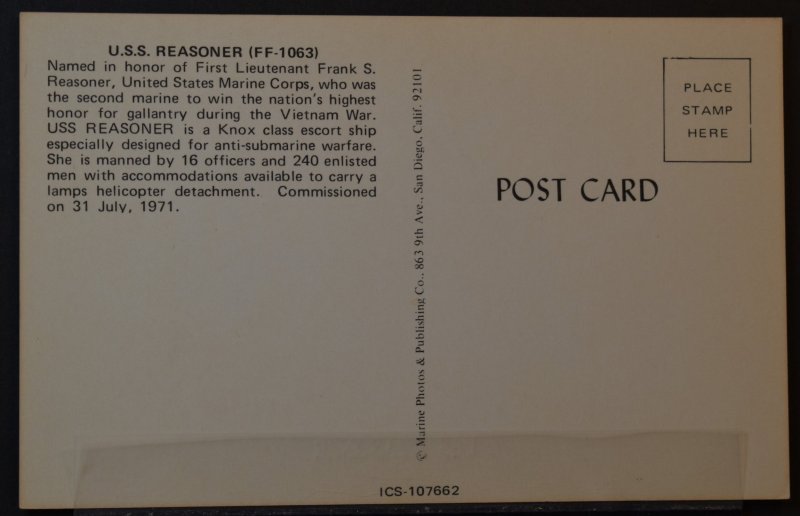 U.S.S. REASONER (FF-1063)
Named in honor of First Lieutenant Frank S.
Reasoner, United States Marine Corps, who was
the second marine to win the nation's highest
honor for gallantry during the Vietnam War.
USS REASONER is a Knox class escort ship
especially designed for anti-submarine warfare.
She is manned by 16 officers and 240 enlisted
men with accommodations available to carry a
lamps helicopter detachment. Commissioned
on 31 July, 1971.
© Marine Photos & Publishing Co., 863 9th Ave., San Diego, Calif. 92101
PLACE
STAMP
HERE
POST CARD
ICS-107662